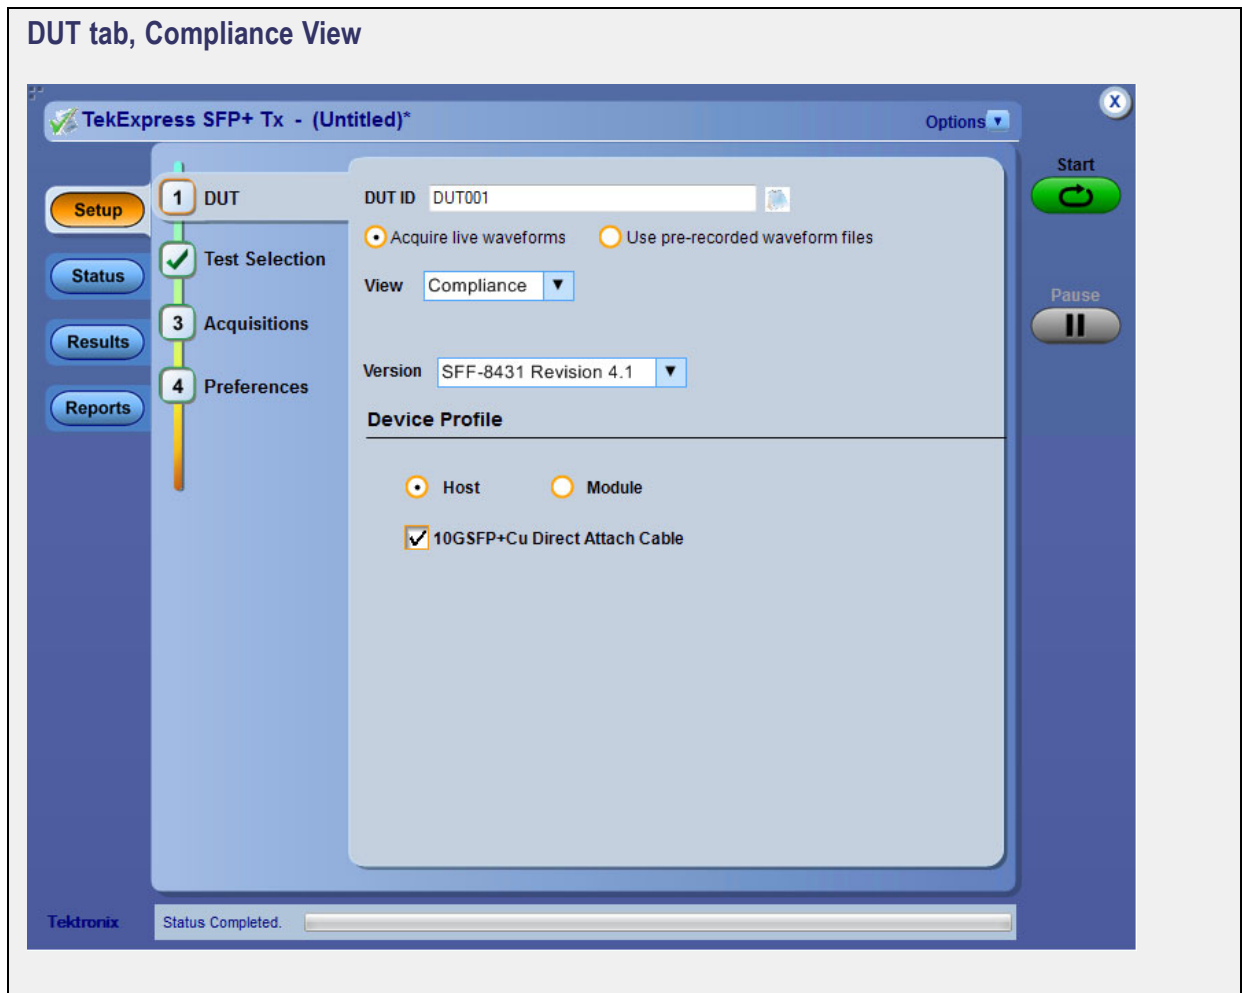 DUT tab, Compliance View
X
TekExpress SFP+ Tx - (Untitled)*
Options
Start
Setup
1 DUT
DUT ID DUT001
Acquire live waveforms Use pre-recorded waveform files
Status
Test Selection
View Compliance
Pause
Results
3 Acquisitions
Version SFF-8431 Revision 4.1
4 Preferences
Reports
Device Profile
Host Module
10GSFP+Cu Direct Attach Cable
Tektronix
Status Completed.